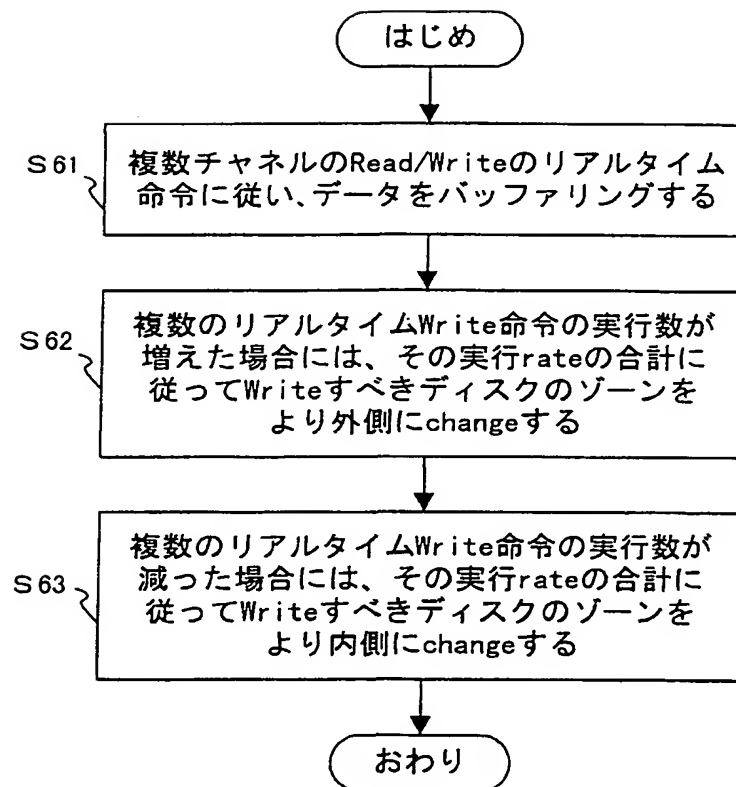 はじめ
S61
複数チャネルのRead/Writeのリアルタイム
命令に従い、データをバッファリングする
S62
複数のリアルタイムWrite命令の実行数が
増えた場合には、その実行rateの合計に
従ってWriteすべきディスクのゾーンを
より外側にchangeする
S63
複数のリアルタイムWrite命令の実行数が
減った場合には、その実行rateの合計に
従ってWriteすべきディスクのゾーンを
より内側にchangeする
おわり